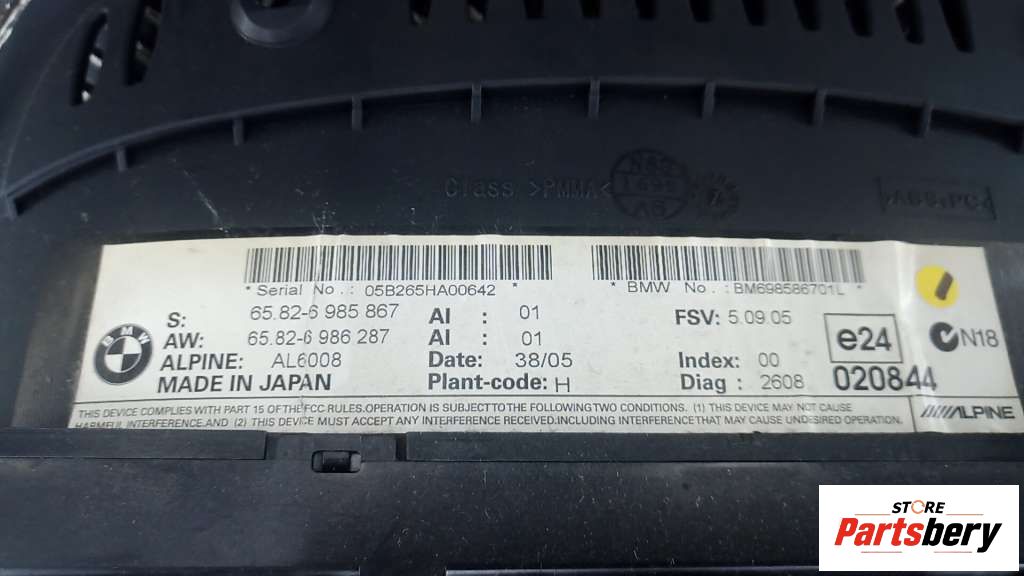 Class >PMMA<
* Serial No.: 05B265HA00642 *
* BMW No.: BM698586701L *
S: 65.82-6 985 867 AI : 01 FSV: 5.09.05
AW: 65.82-6 986 287 AI : 01
ALPINE: AL6008 Date: 38/05 Index: 00
MADE IN JAPAN Plant-code: H Diag : 2608
BMW
e24
020844
N18
THIS DEVICE COMPLIES WITH PART 15 OF THE FCC RULES.OPERATION IS SUBJECT TO THE FOLLOWING TWO CONDITIONS. (1) THIS DEVICE MAY NOT CAUSE
HARMFUL INTERFERENCE,AND (2) THIS DEVICE MUST ACCEPT ANY INTERFERENCE RECEIVED,INCLUDING INTERFERENCE THAT MAY CAUSE UNDESIRED OPERATION.
ALPINE
STORE
Partsbery